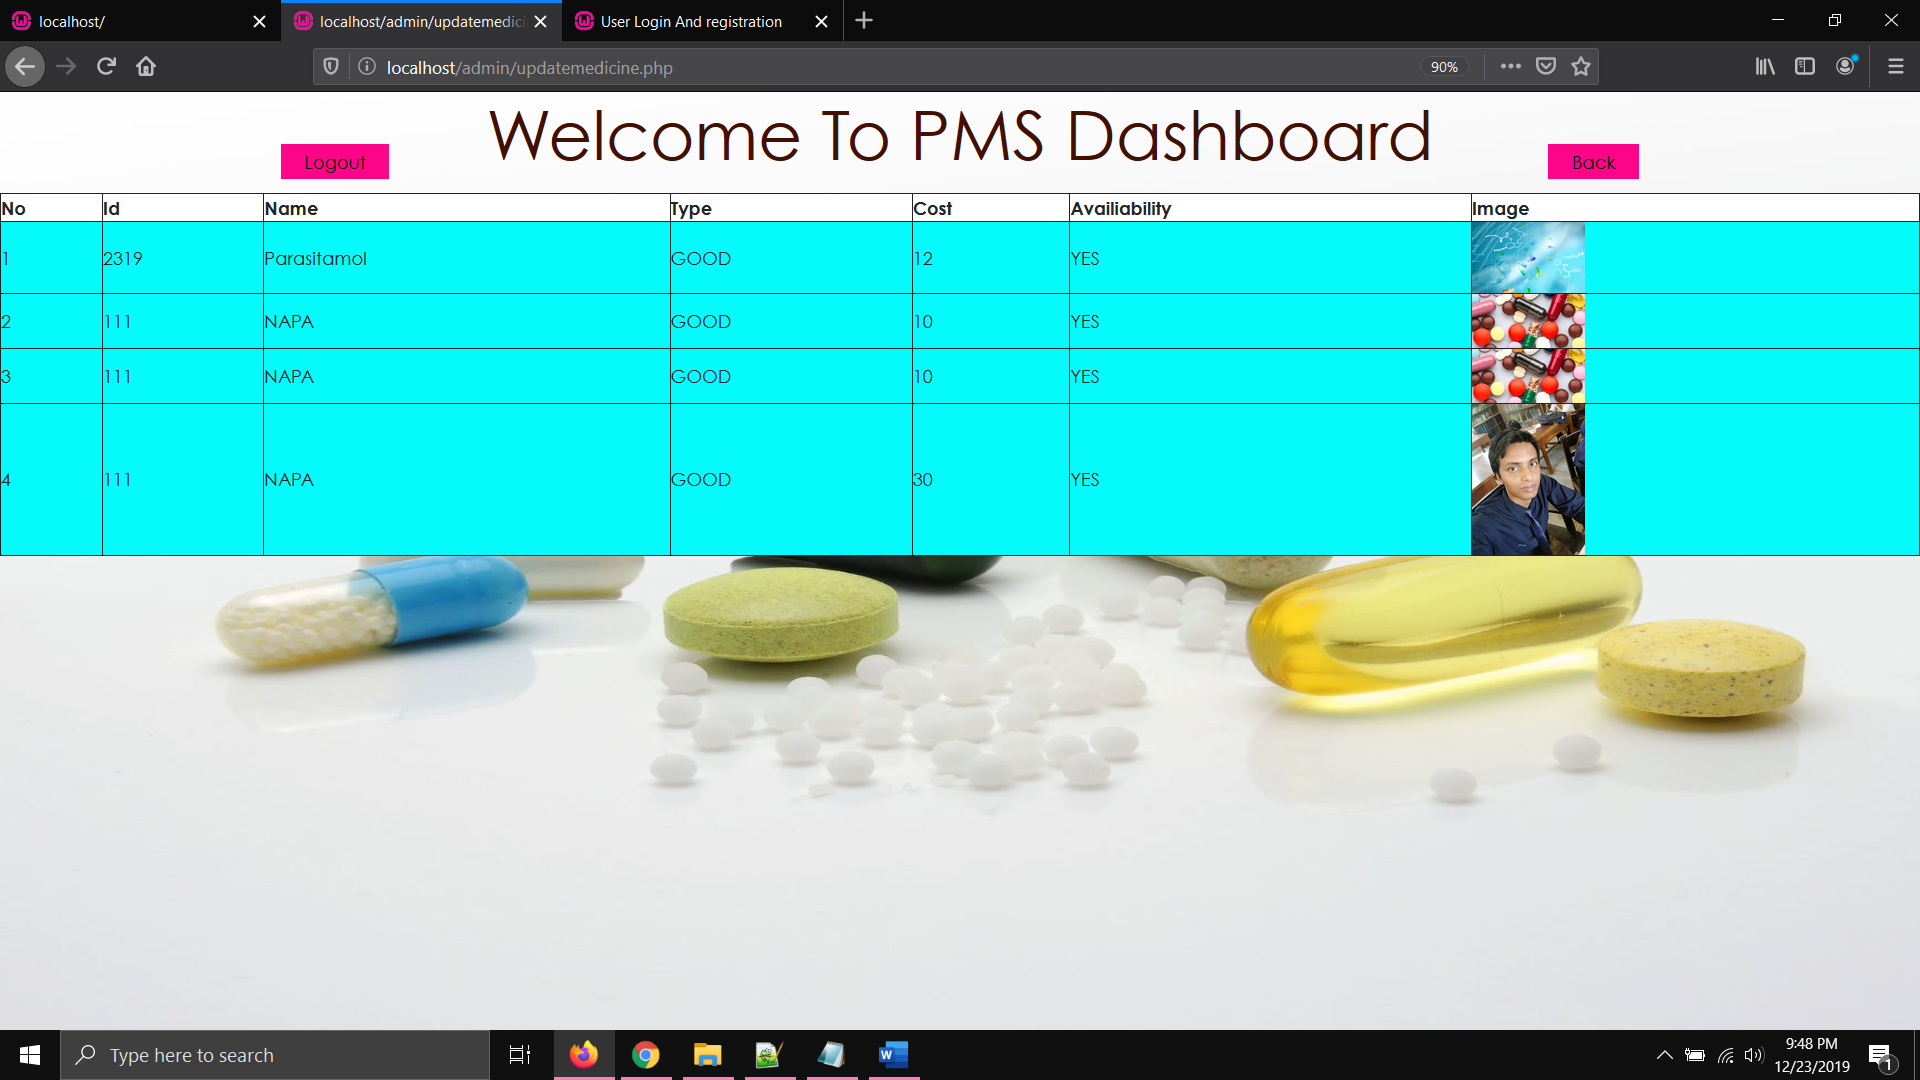 localhost/
localhost/admin/updatemedici
User Login And registration
localhost/admin/updatemedicine.php
90%
Welcome To PMS Dashboard
Logout
Back
No Id Name Type Cost Availiability Image
1 2319 Parasitamol GOOD 12 YES
2 111 NAPA GOOD 10 YES
3 111 NAPA GOOD 10 YES
4 111 NAPA GOOD 30 YES
Type here to search
9:48 PM
12/23/2019
1